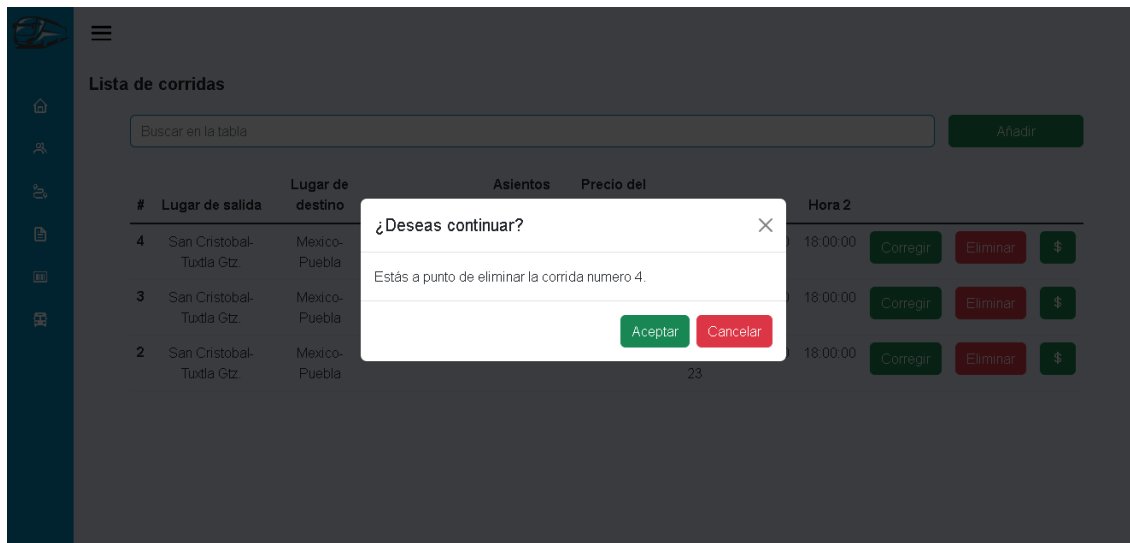 Lista de corridas
Buscar en la tabla
Añadir
# Lugar de salida Lugar de destino Asientos Precio del Hora 2
¿Deseas continuar?
Estás a punto de eliminar la corrida numero 4.
Aceptar Cancelar
4 San Cristobal- Mexico- 18:00:00 Corregir Eliminar $
Tuxtla Gtz. Puebla
3 San Cristobal- Mexico- 18:00:00 Corregir Eliminar $
Tuxtla Gtz. Puebla
2 San Cristobal- Mexico- 18:00:00 Corregir Eliminar $
Tuxtla Gtz. Puebla 23